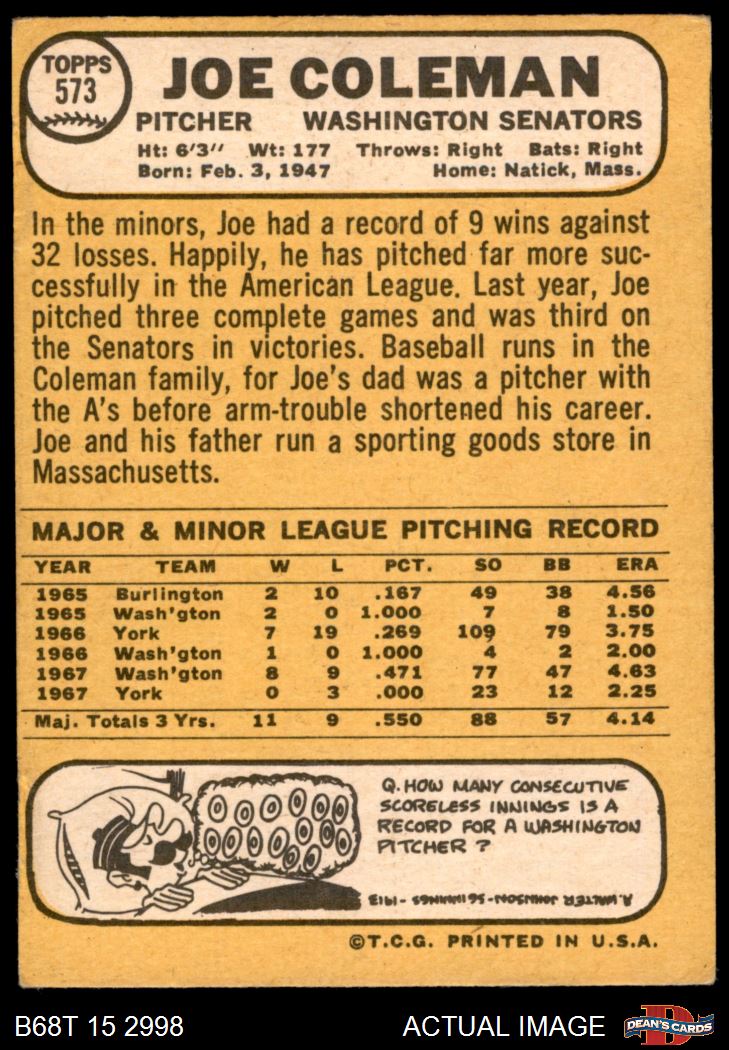 TOPPS
573
JOE COLEMAN
PITCHER WASHINGTON SENATORS
Ht: 6'3" Wt: 177 Throws: Right Bats: Right
Born: Feb. 3, 1947 Home: Natick, Mass.
In the minors, Joe had a record of 9 wins against
32 losses. Happily, he has pitched far more suc-
cessfully in the American League. Last year, Joe
pitched three complete games and was third on
the Senators in victories. Baseball runs in the
Coleman family, for Joe's dad was a pitcher with
the A's before arm-trouble shortened his career.
Joe and his father run a sporting goods store in
Massachusetts.
MAJOR & MINOR LEAGUE PITCHING RECORD
YEAR TEAM W L PCT. SO BB ERA
1965 Burlington 2 10 .167 49 38 4.56
1965 Wash'gton 2 0 1.000 7 8 1.50
1966 York 7 19 .269 109 79 3.75
1966 Wash'gton 1 0 1.000 4 2 2.00
1967 Wash'gton 8 9 .471 77 47 4.63
1967 York 0 3 .000 23 12 2.25
Maj. Totals 3 Yrs. 11 9 .550 88 57 4.14
Q. HOW MANY CONSECUTIVE
SCORELESS INNINGS IS A
RECORD FOR A WASHINGTON
PITCHER ?
A. WALTER JOHNSON - 56 INNINGS - 1913
©T.C.G. PRINTED IN U.S.A.
B68T 15 2998 ACTUAL IMAGE
DEAN'S CARDS